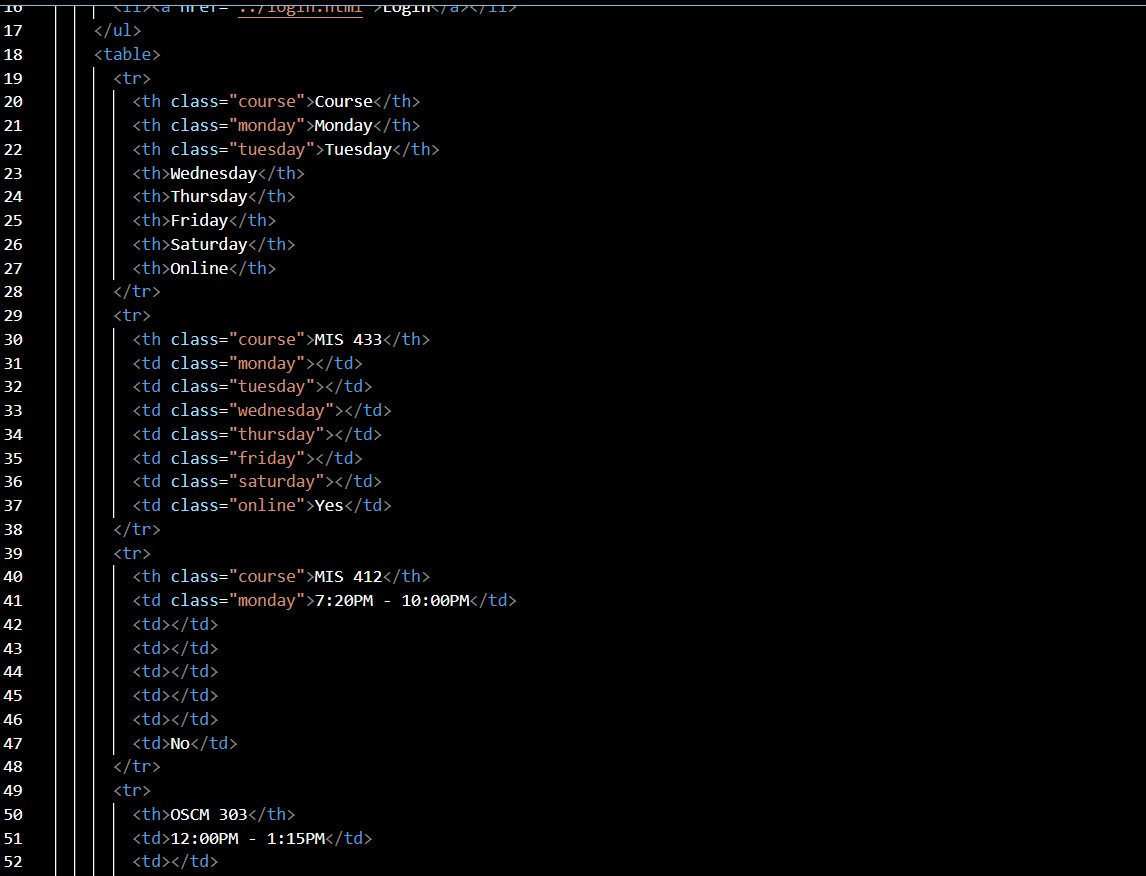 16 <li><a href="../login.html">Login</a></li>
17 </ul>
18 <table>
19 <tr>
20 <th class="course">Course</th>
21 <th class="monday">Monday</th>
22 <th class="tuesday">Tuesday</th>
23 <th>Wednesday</th>
24 <th>Thursday</th>
25 <th>Friday</th>
26 <th>Saturday</th>
27 <th>Online</th>
28 </tr>
29 <tr>
30 <th class="course">MIS 433</th>
31 <td class="monday"></td>
32 <td class="tuesday"></td>
33 <td class="wednesday"></td>
34 <td class="thursday"></td>
35 <td class="friday"></td>
36 <td class="saturday"></td>
37 <td class="online">Yes</td>
38 </tr>
39 <tr>
40 <th class="course">MIS 412</th>
41 <td class="monday">7:20PM - 10:00PM</td>
42 <td></td>
43 <td></td>
44 <td></td>
45 <td></td>
46 <td></td>
47 <td>No</td>
48 </tr>
49 <tr>
50 <th>OSCM 303</th>
51 <td>12:00PM - 1:15PM</td>
52 <td></td>